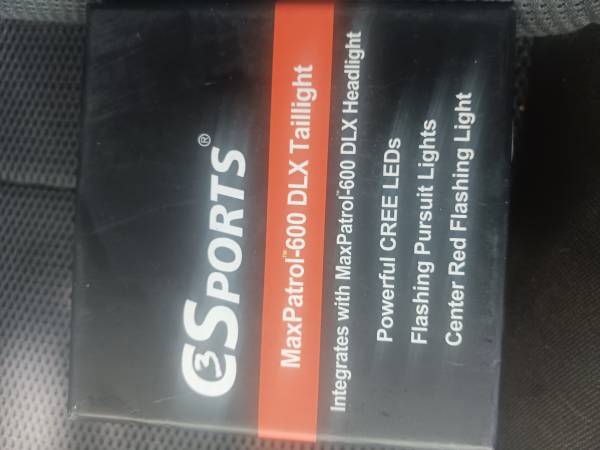 C3SPORTS®
MaxPatrol™-600 DLX Taillight
Integrates with MaxPatrol™-600 DLX Headlight
Powerful CREE LEDs
Flashing Pursuit Lights
Center Red Flashing Light